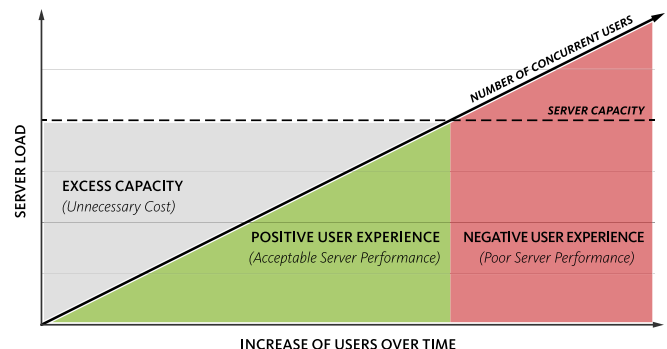 NUMBER OF CONCURRENT USERS
SERVER CAPACITY
SERVER LOAD
EXCESS CAPACITY
(Unnecessary Cost)
POSITIVE USER EXPERIENCE
(Acceptable Server Performance)
NEGATIVE USER EXPERIENCE
(Poor Server Performance)
INCREASE OF USERS OVER TIME